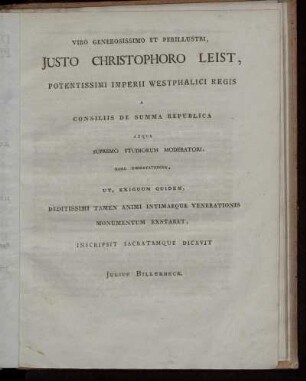 VIRO GENEROSISSIMO ET PERILLUSTRI,
JUSTO CHRISTOPHORO LEIST,
POTENTISSIMI IMPERII WESTPHALICI REGIS
A
CONSILIIS DE SUMMA REPUBLICA
ATQUE
SUPREMO STUDIORUM MODERATORI,
UT, EXIGUUM QUIDEM,
DEDITISSIMI TAMEN ANIMI INTIMAEQUE VENERATIONIS
MONUMENTUM EXSTARET,
INSCRIPSIT SACRATUMQUE DICAVIT
JULIUS BILLERBECK.